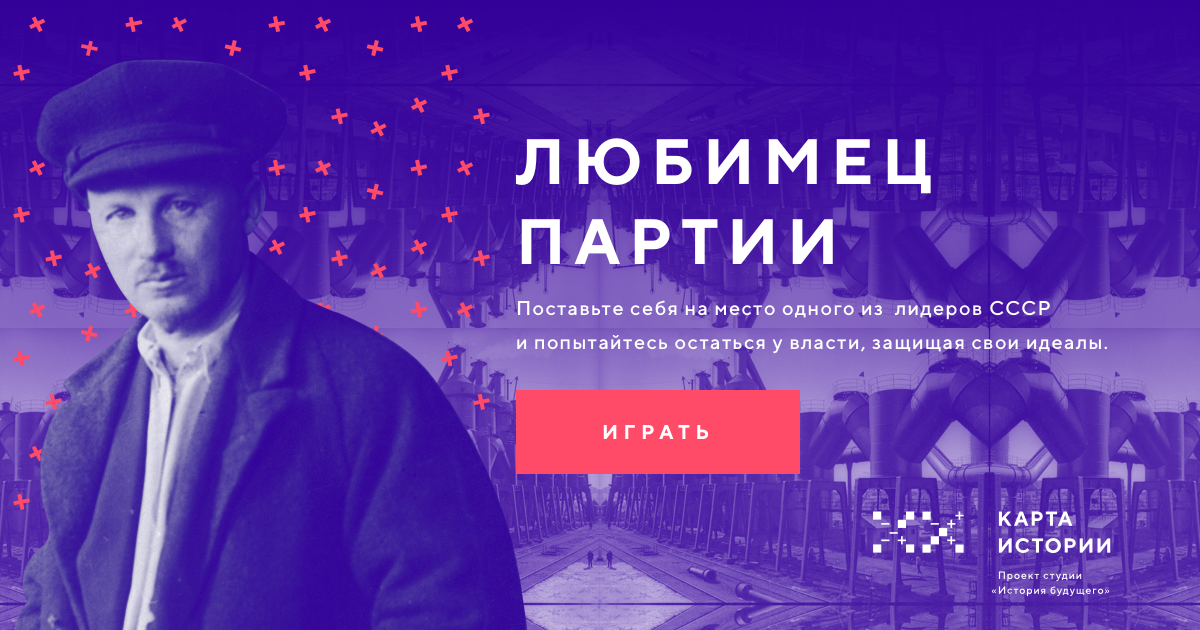 ЛЮБИМЕЦ
ПАРТИИ
Поставьте себя на место одного из лидеров СССР
и попытайтесь остаться у власти, защищая свои идеалы.
ИГРАТЬ
КАРТА
ИСТОРИИ
Проект студии
«История будущего»